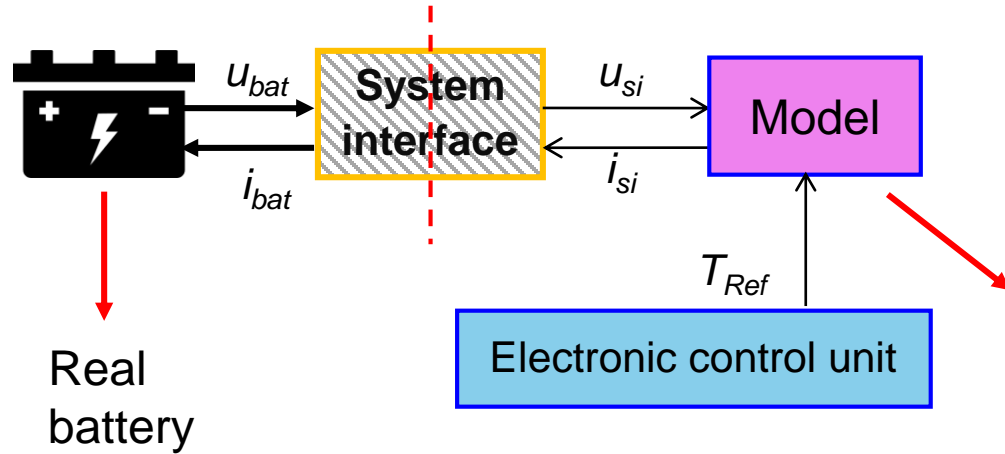 u_bat
System
interface
u_si
Model
+
−
i_bat
i_si
T_Ref
Electronic control unit
Real
battery